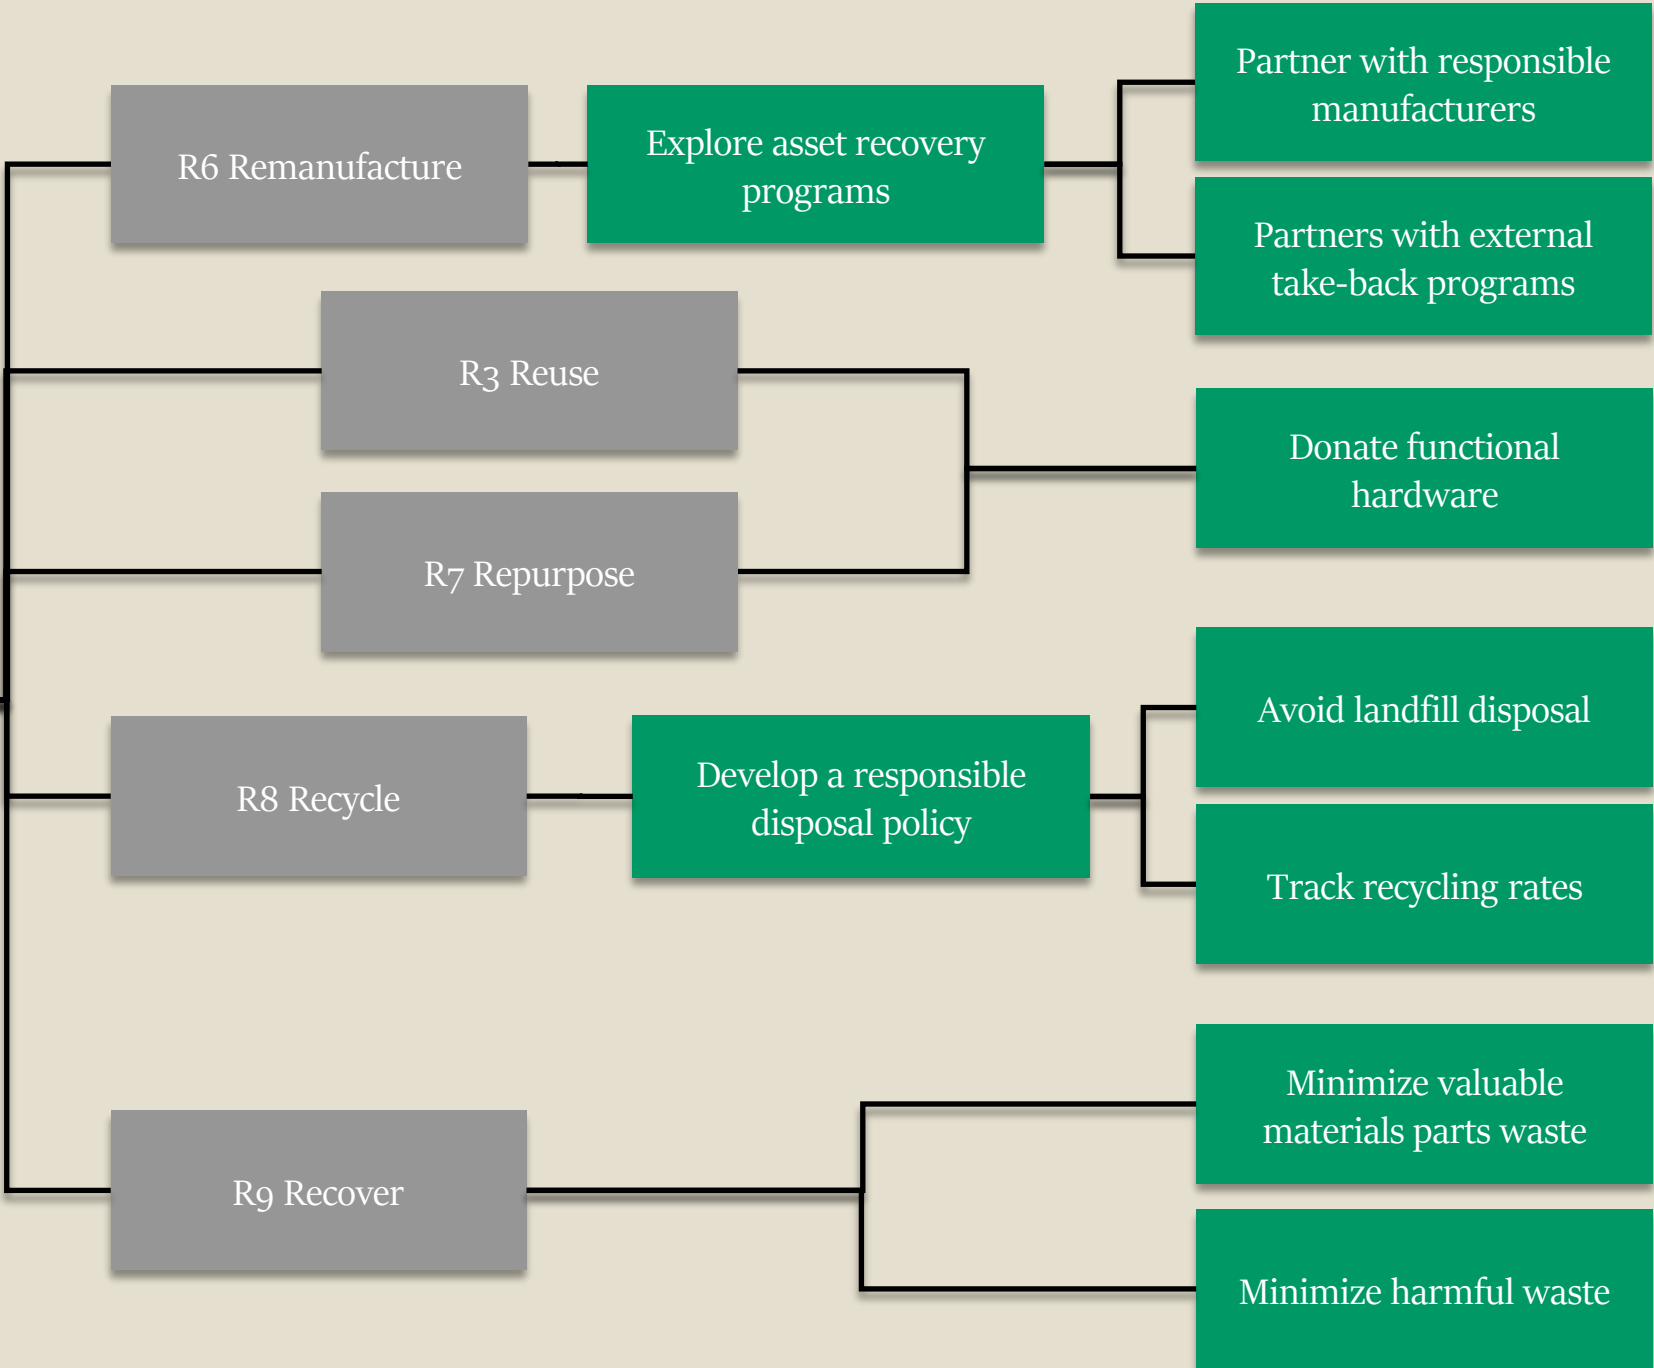 Partner with responsible
manufacturers
R6 Remanufacture
Explore asset recovery
programs
Partners with external
take-back programs
R3 Reuse
Donate functional
hardware
R7 Repurpose
Avoid landfill disposal
R8 Recycle
Develop a responsible
disposal policy
Track recycling rates
Minimize valuable
materials parts waste
R9 Recover
Minimize harmful waste